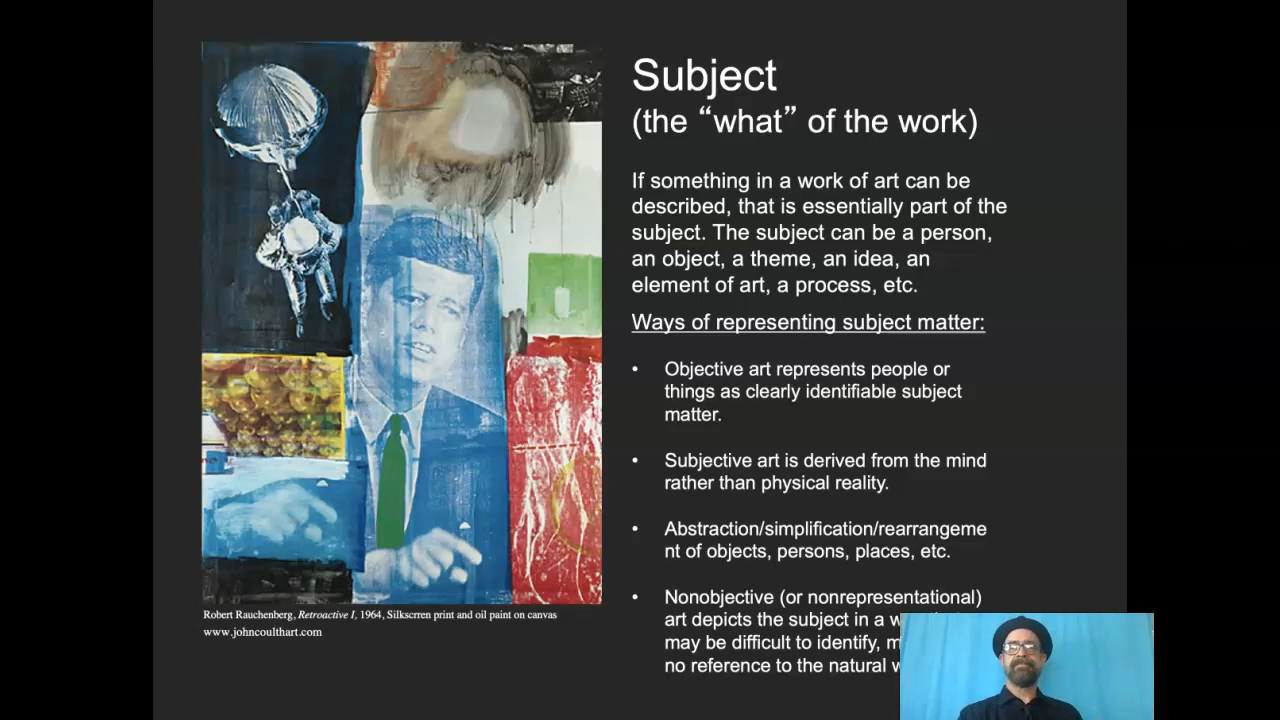 Subject
(the “what” of the work)
If something in a work of art can be
described, that is essentially part of the
subject. The subject can be a person,
an object, a theme, an idea, an
element of art, a process, etc.
Ways of representing subject matter:
• Objective art represents people or
things as clearly identifiable subject
matter.
• Subjective art is derived from the mind
rather than physical reality.
• Abstraction/simplification/rearrangeme
nt of objects, persons, places, etc.
• Nonobjective (or nonrepresentational)
art depicts the subject in a
may be difficult to identify,
no reference to the natural
Robert Rauchenberg, Retroactive I, 1964, Silkscrren print and oil paint on canvas
www.johncoulthart.com